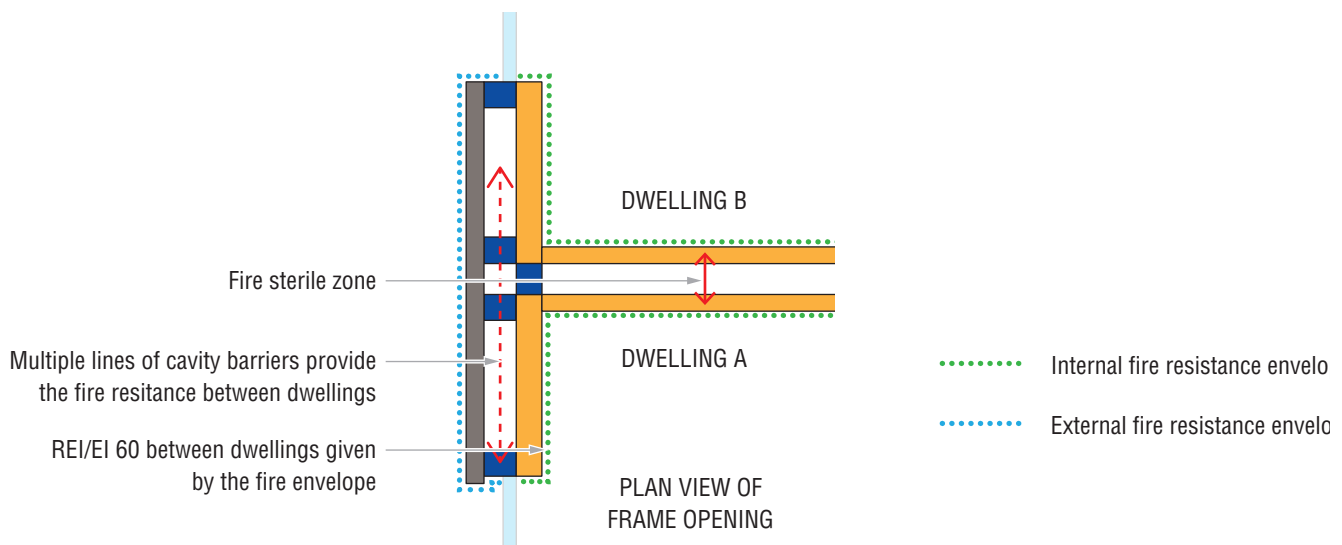 DWELLING B
Fire sterile zone
Multiple lines of cavity barriers provide
the fire resitance between dwellings
DWELLING A
REI/EI 60 between dwellings given
by the fire envelope
PLAN VIEW OF
FRAME OPENING
Internal fire resistance envelo
External fire resistance envelo